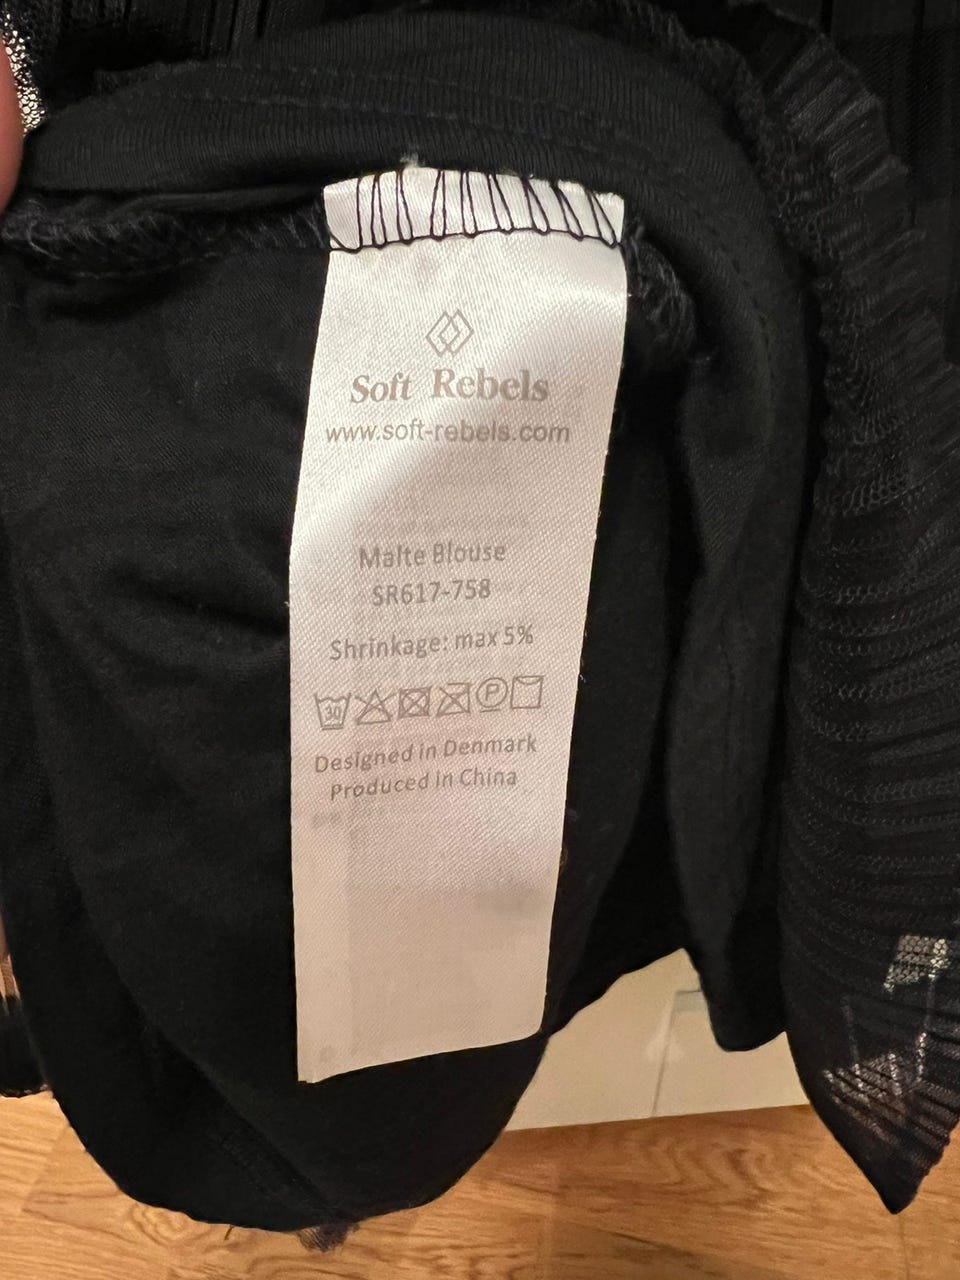 Soft Rebels
www.soft-rebels.com
Malte Blouse
SR617-758
Shrinkage: max 5%
30 P
Designed in Denmark
Produced in China